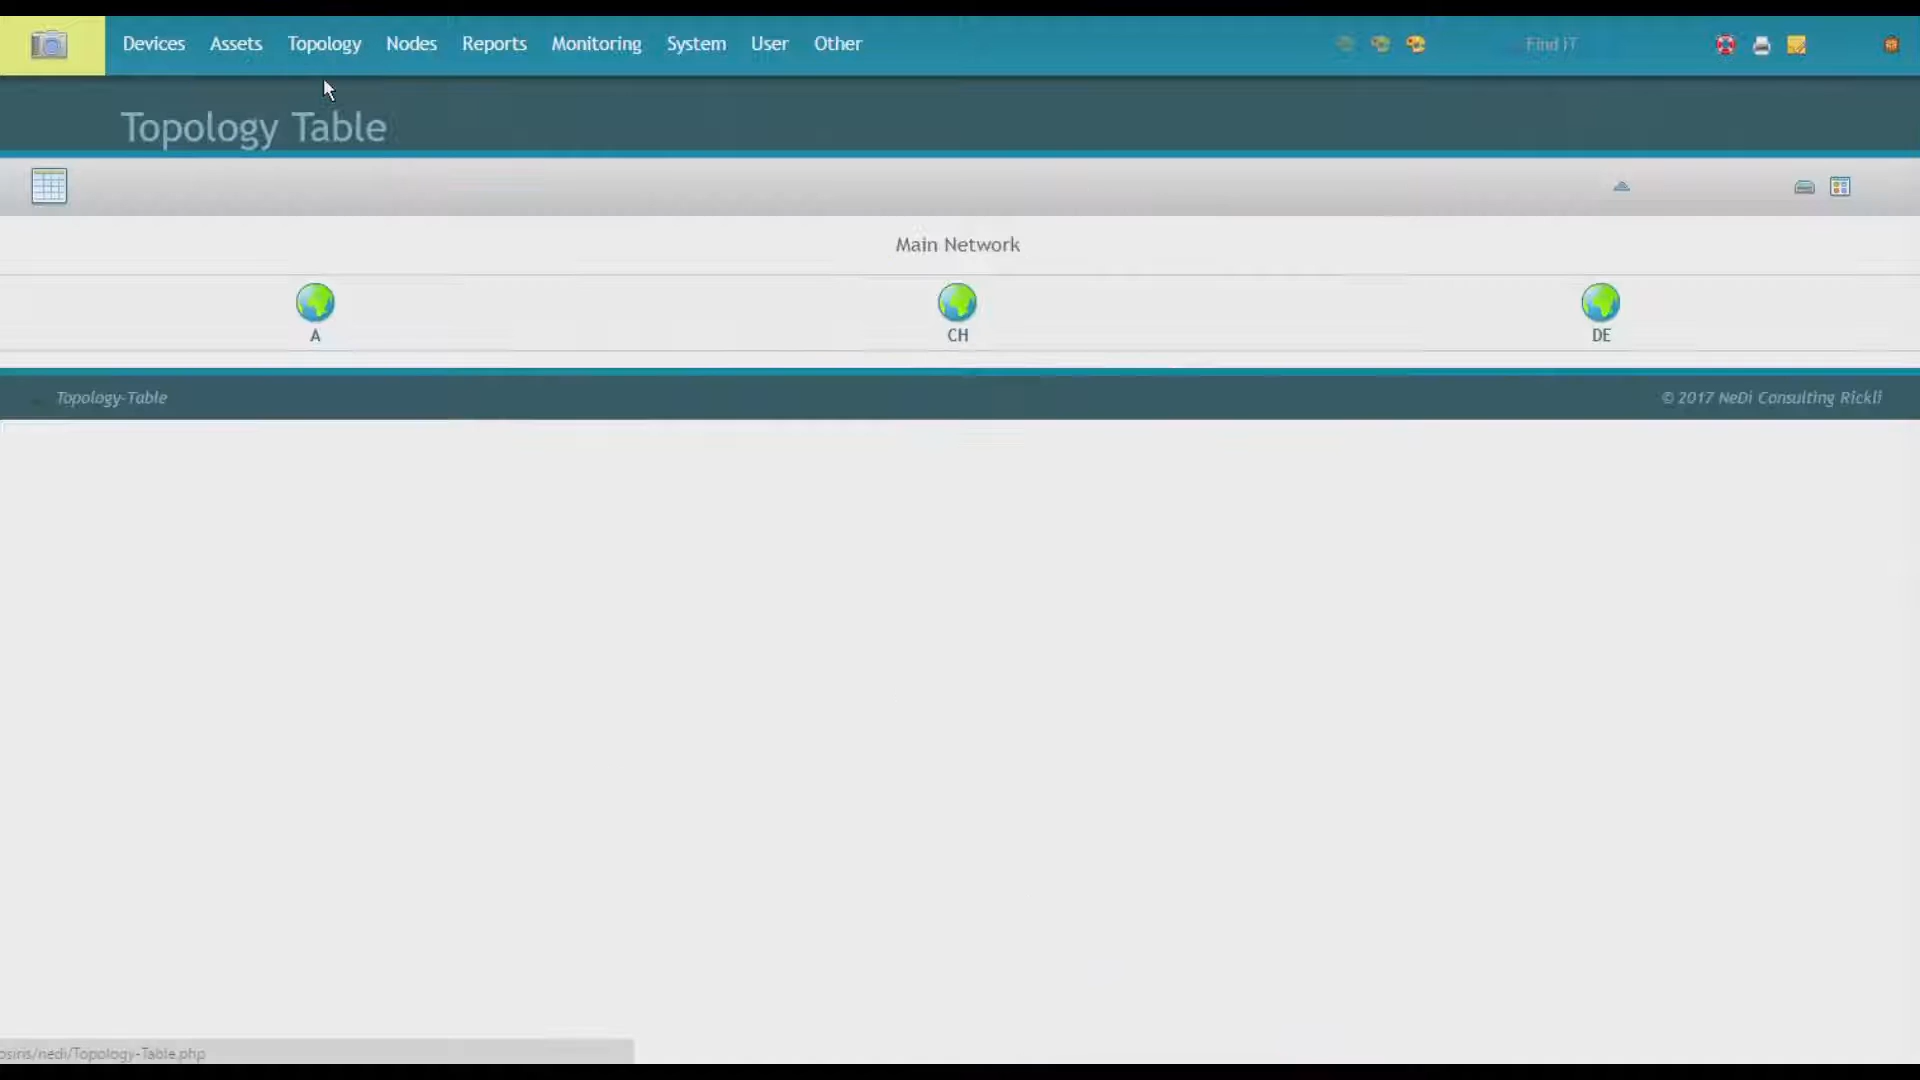 Devices Assets Topology Nodes Reports Monitoring System User Other Find IT
Topology Table
Main Network
A CH DE
Topology-Table © 2017 NeDi Consulting Rickli
osiris/nedi/Topology-Table.php